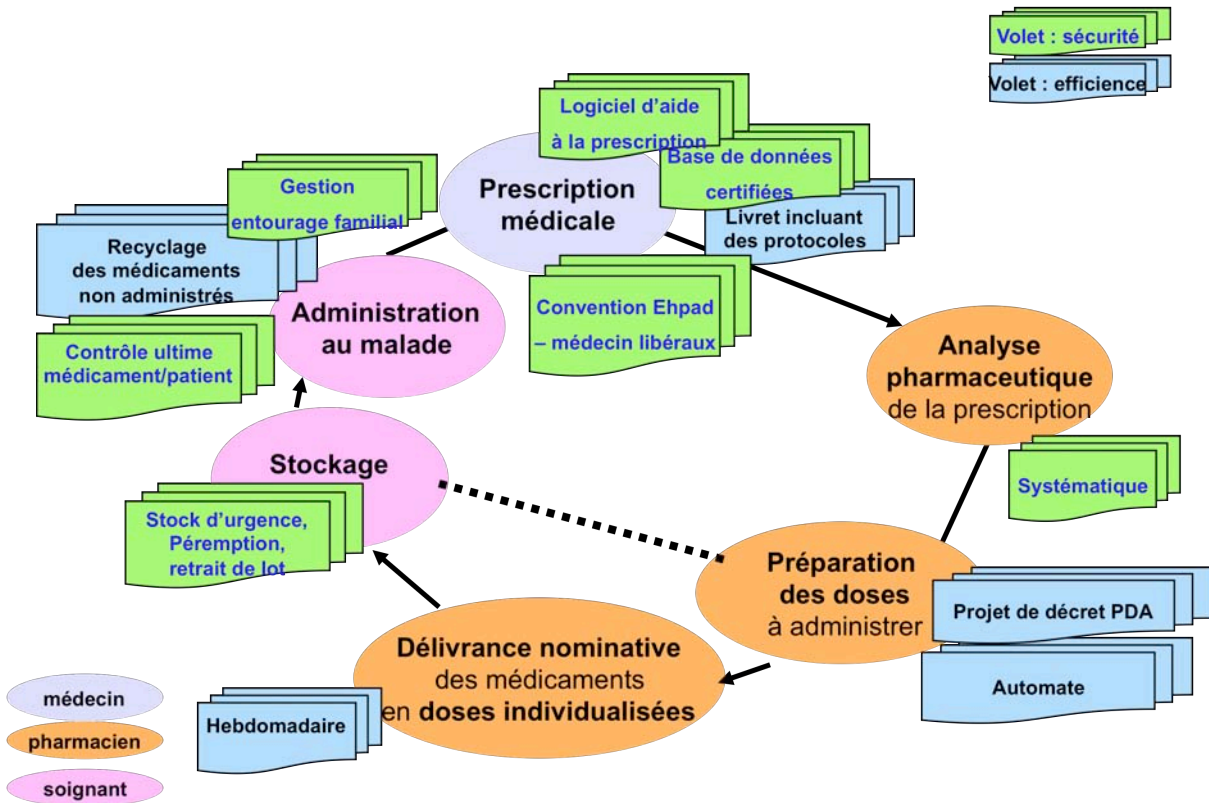 Volet : sécurité
Volet : efficience
Logiciel d'aide
à la prescription
Base de données
certifiées
Livret incluant
des protocoles
Prescription
médicale
Gestion
entourage familial
Recyclage
des médicaments
non administrés
Administration
au malade
Contrôle ultime
médicament/patient
Convention Ehpad
– médecin libéraux
Analyse
pharmaceutique
de la prescription
Systématique
Stockage
Stock d'urgence,
Péremption,
retrait de lot
Préparation
des doses
à administrer
Projet de décret PDA
Automate
Délivrance nominative
des médicaments
en doses individualisées
Hebdomadaire
médecin
pharmacien
soignant